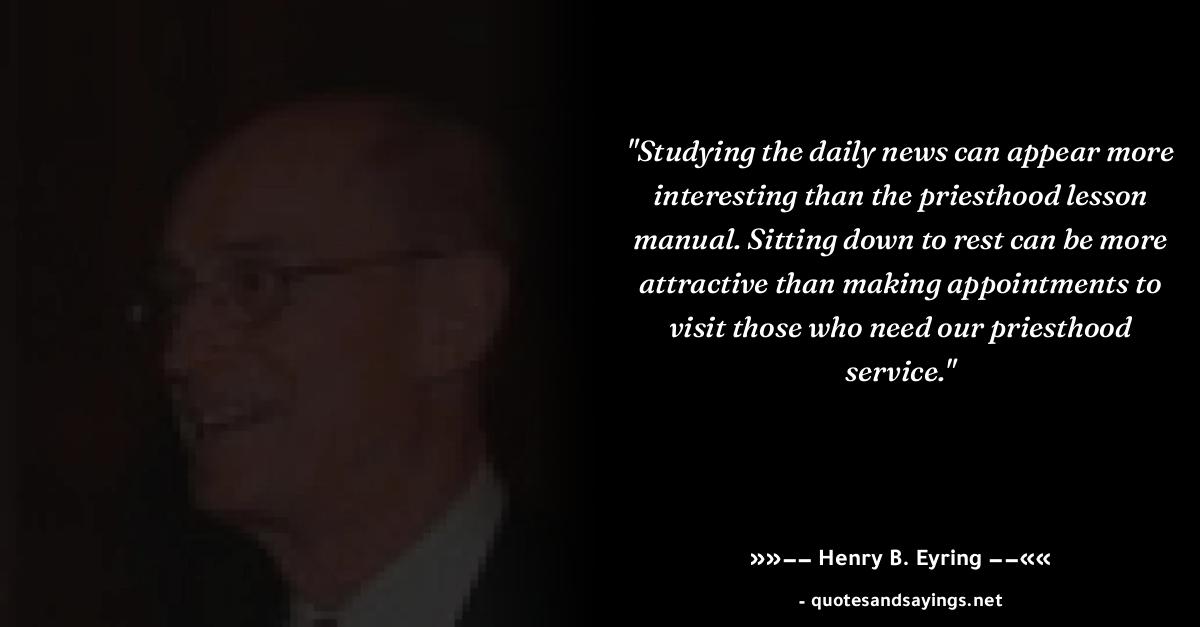 "Studying the daily news can appear more
interesting than the priesthood lesson
manual. Sitting down to rest can be more
attractive than making appointments to
visit those who need our priesthood
service."
»»−− Henry B. Eyring −−««
- quotesandsayings.net